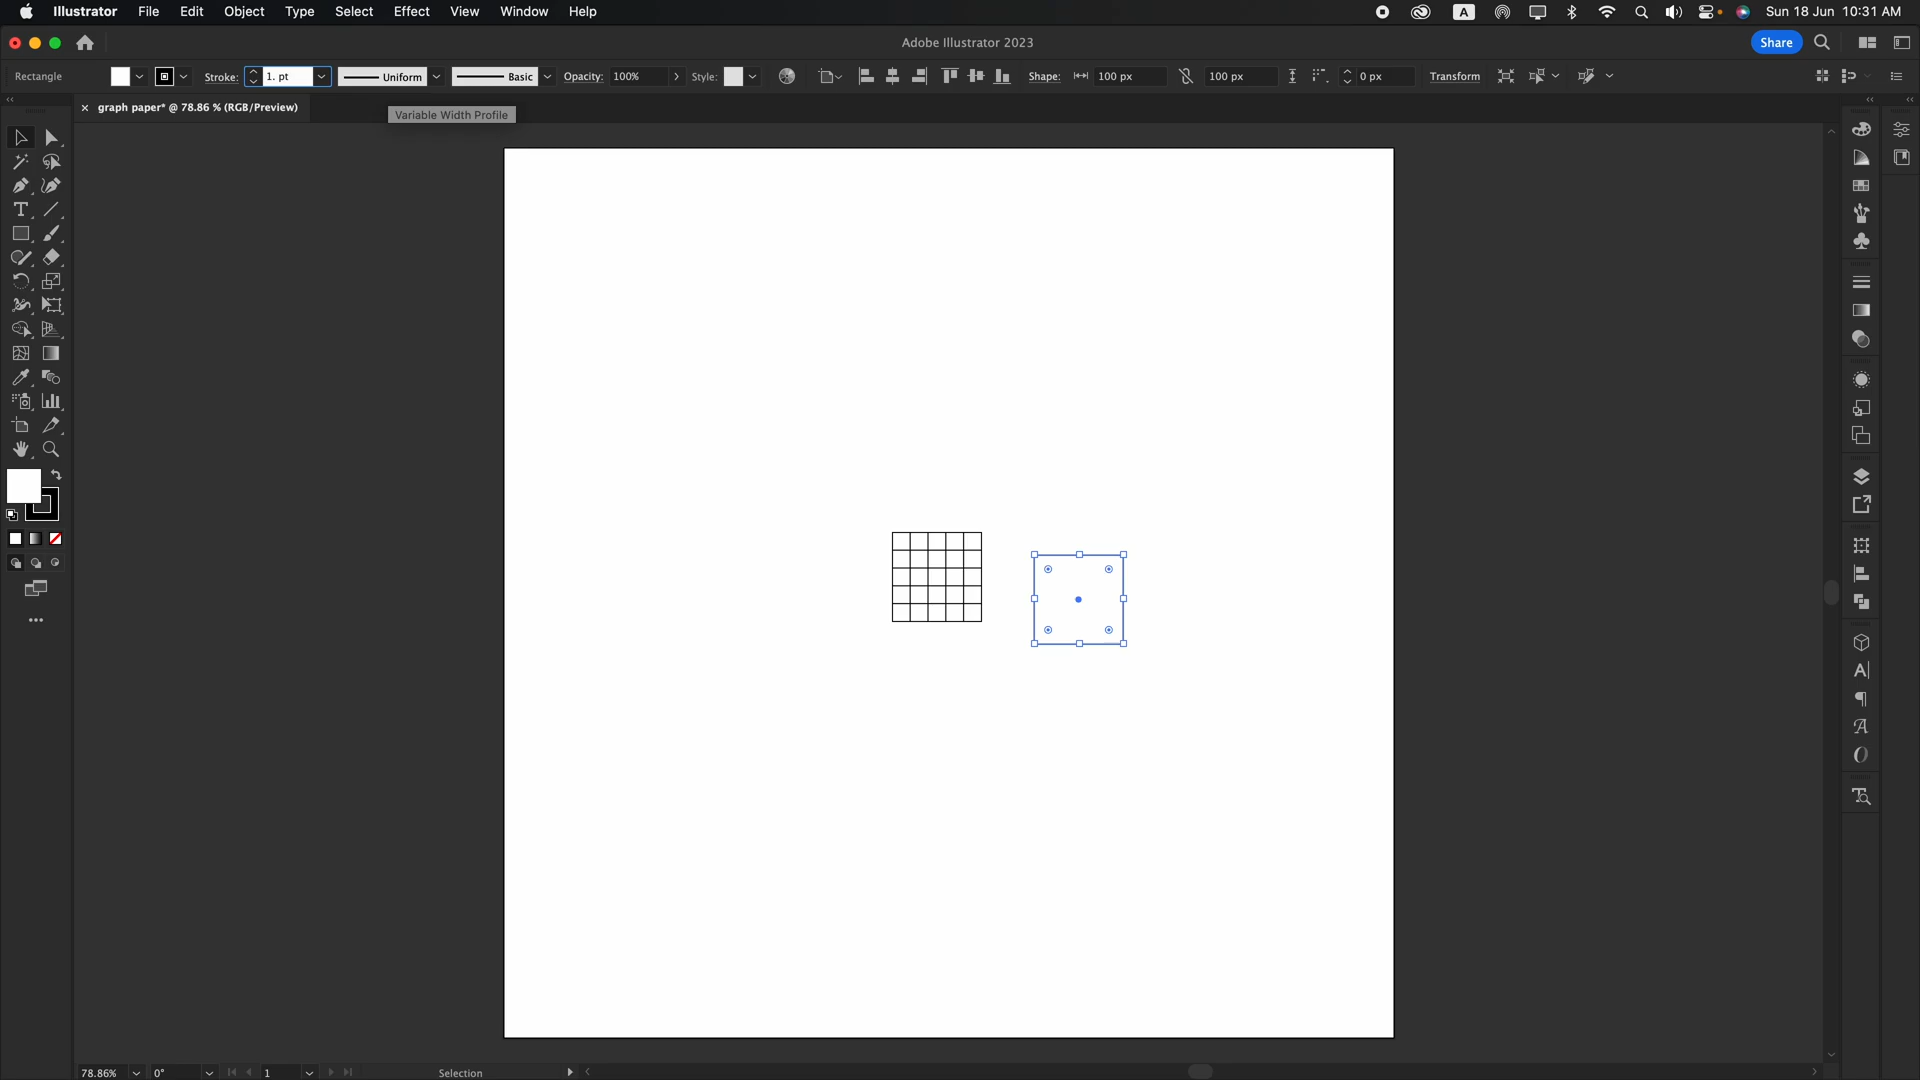 Illustrator File Edit Object Type Select Effect View Window Help A Sun 18 Jun 10:31 AM
Adobe Illustrator 2023 Share
Rectangle Stroke: 1. pt Uniform Basic Opacity: 100% Style: Shape: 100 px 100 px 0 px Transform
× graph paper* @ 78.86 % (RGB/Preview)
Variable Width Profile
78.86% 0° 1 Selection